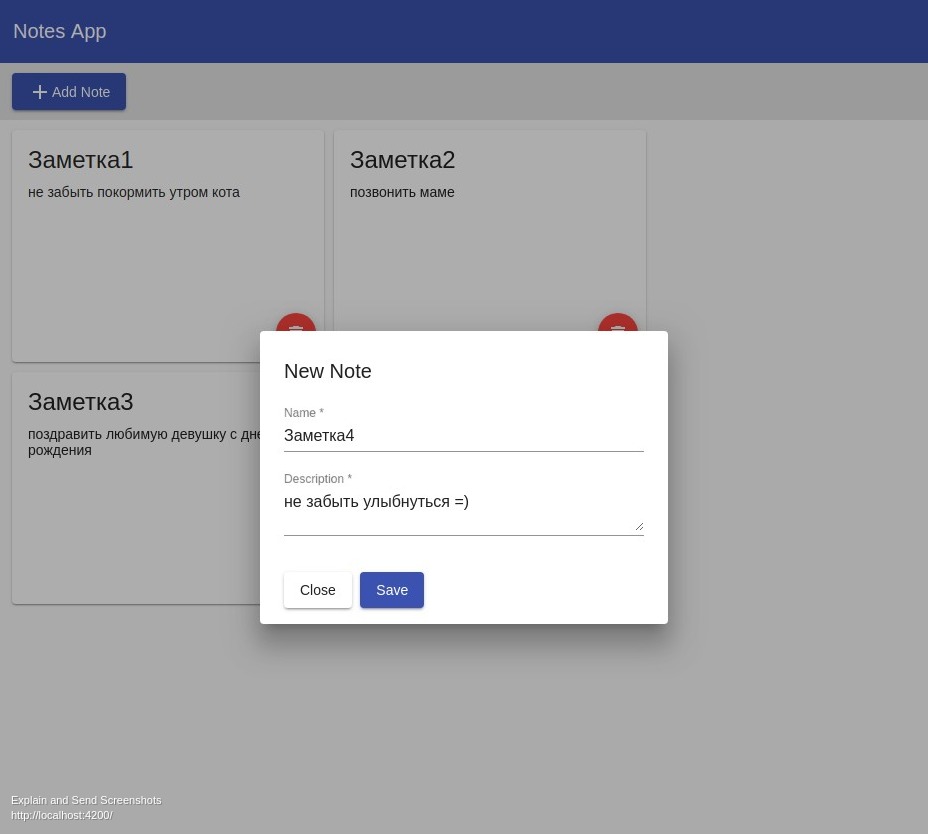 Notes App
Add Note
Заметка1
не забыть покормить утром кота
Заметка2
позвонить маме
Заметка3
поздравить любимую девушку с дне
рождения
New Note
Name *
Заметка4
Description *
не забыть улыбнуться =)
Close
Save
Explain and Send Screenshots
http://localhost:4200/